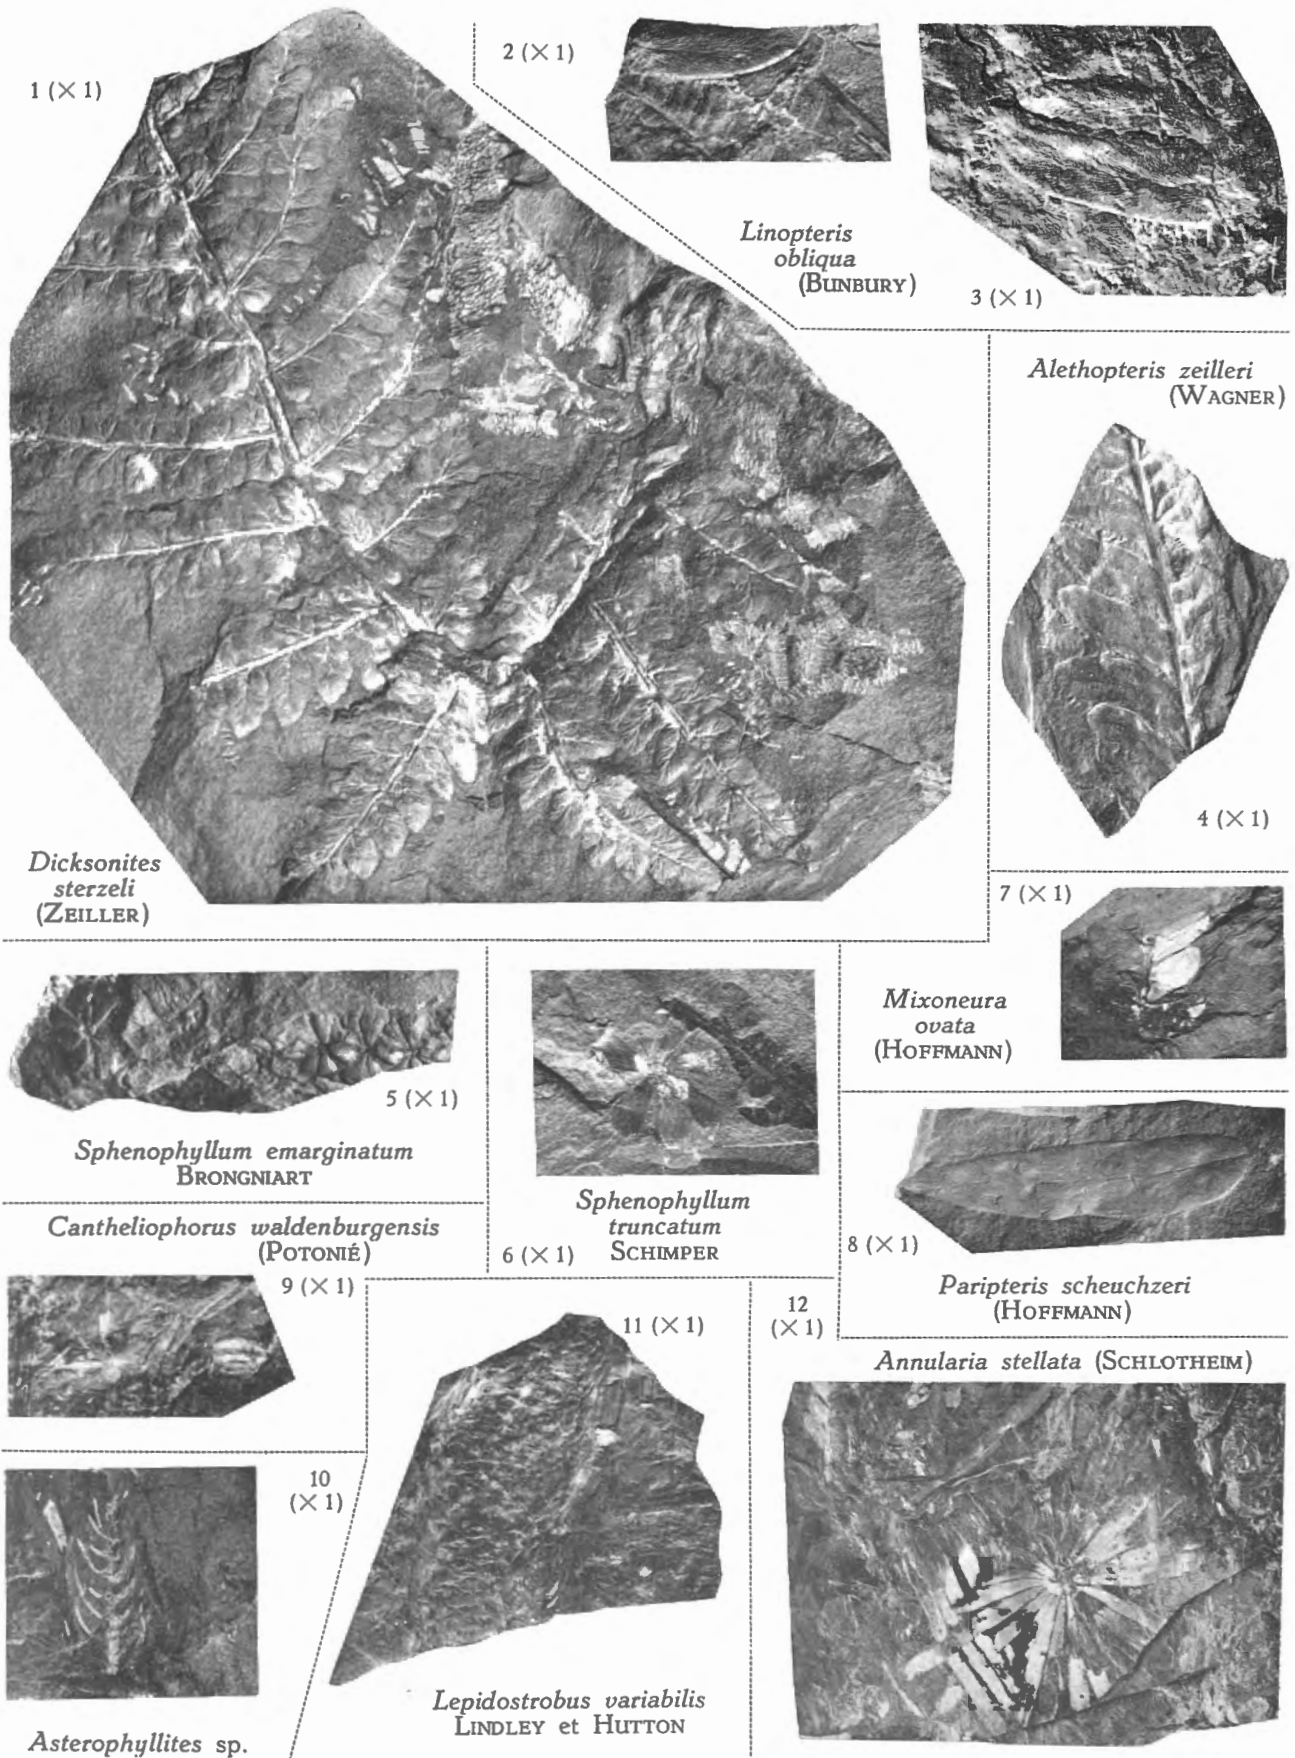 1 (× 1)
2 (× 1)
Linopteris
obliqua
(BUNBURY)
3 (× 1)
Alethopteris zeilleri
(WAGNER)
4 (× 1)
Dicksonites
sterzeli
(ZEILLER)
7 (× 1)
Mixoneura
ovata
(HOFFMANN)
5 (× 1)
Sphenophyllum emarginatum
BRONGNIART
Sphenophyllum
truncatum
SCHIMPER
6 (× 1)
8 (× 1)
Paripteris scheuchzeri
(HOFFMANN)
Cantheliophorus waldenburgensis
(POTONIÉ)
9 (× 1)
10
(× 1)
Asterophyllites sp.
11 (× 1)
Lepidostrobus variabilis
LINDLEY et HUTTON
12
(× 1)
Annularia stellata (SCHLOTHEIM)